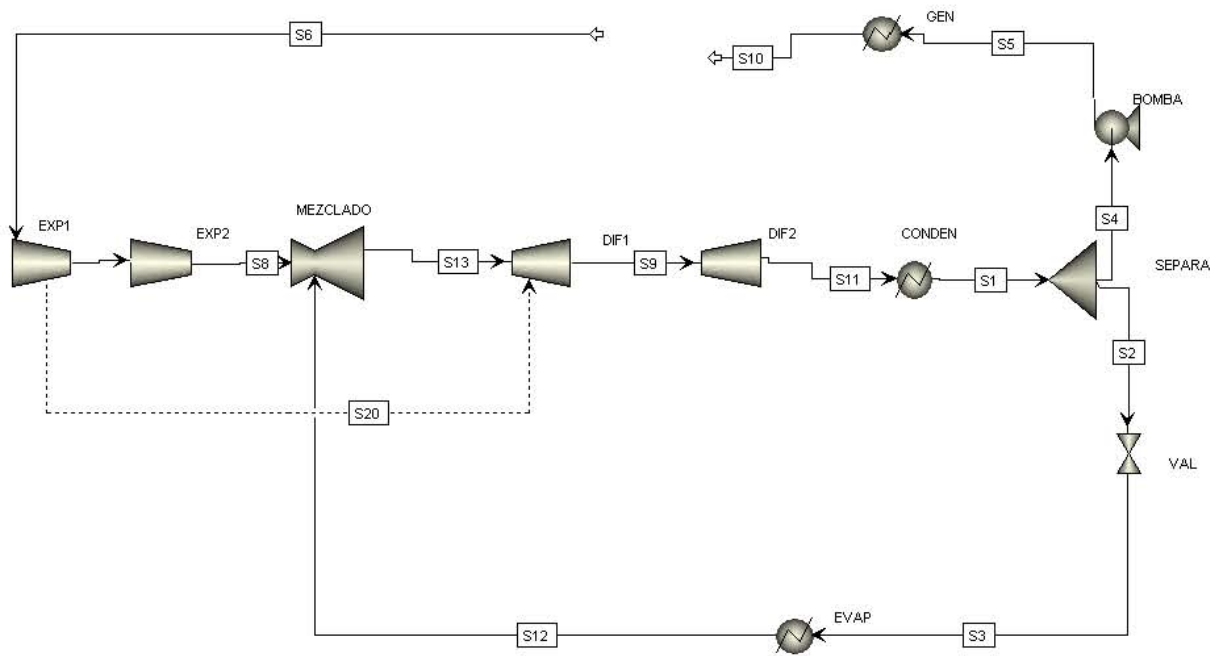 GEN
S6
S5
S10
BOMBA
MEZCLADO
S4
EXP1
EXP2
DIF1
DIF2
CONDEN
S8
S13
S9
SEPARA
S11
S1
S2
S20
VAL
EVAP
S12
S3